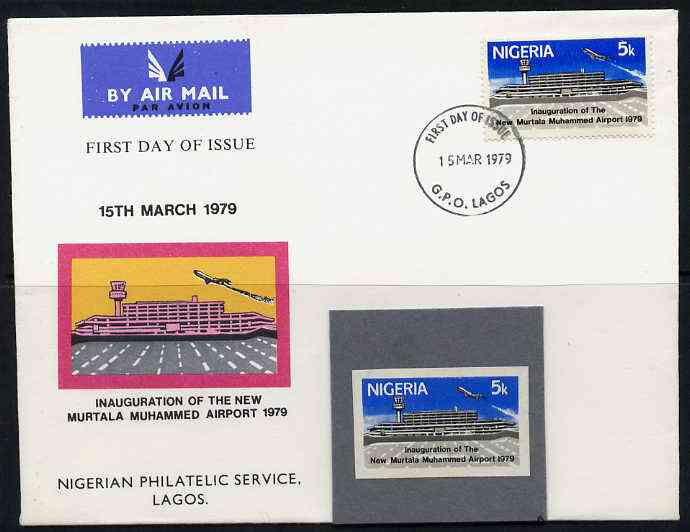 BY AIR MAIL
PAR AVION
FIRST DAY OF ISSUE
15TH MARCH 1979
INAUGURATION OF THE NEW
MURTALA MUHAMMED AIRPORT 1979
NIGERIAN PHILATELIC SERVICE,
LAGOS.
NIGERIA 5k
Inauguration of The
New Murtala Muhammed Airport 1979
FIRST DAY OF ISSUE
15 MAR 1979
G.P.O. LAGOS
NIGERIA 5k
Inauguration of The
New Murtala Muhammed Airport 1979